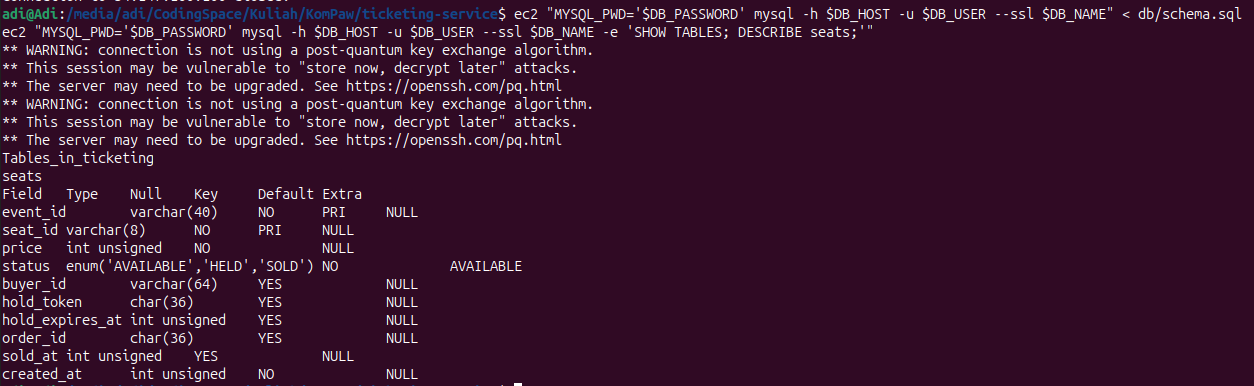 adi@Adi:/media/adi/CodingSpace/Kuliah/KomPaw/ticketing-service$ ec2 "MYSQL_PWD='$DB_PASSWORD' mysql -h $DB_HOST -u $DB_USER --ssl $DB_NAME" < db/schema.sql
ec2 "MYSQL_PWD='$DB_PASSWORD' mysql -h $DB_HOST -u $DB_USER --ssl $DB_NAME -e 'SHOW TABLES; DESCRIBE seats;'"
** WARNING: connection is not using a post-quantum key exchange algorithm.
** This session may be vulnerable to "store now, decrypt later" attacks.
** The server may need to be upgraded. See https://openssh.com/pq.html
** WARNING: connection is not using a post-quantum key exchange algorithm.
** This session may be vulnerable to "store now, decrypt later" attacks.
** The server may need to be upgraded. See https://openssh.com/pq.html
Tables_in_ticketing
seats
Field	Type	Null	Key	Default	Extra
event_id	varchar(40)	NO	PRI	NULL
seat_id	varchar(8)	NO	PRI	NULL
price	int unsigned	NO		NULL
status	enum('AVAILABLE','HELD','SOLD')	NO		AVAILABLE
buyer_id	varchar(64)	YES		NULL
hold_token	char(36)	YES		NULL
hold_expires_at	int unsigned	YES		NULL
order_id	char(36)	YES		NULL
sold_at	int unsigned	YES		NULL
created_at	int unsigned	NO		NULL